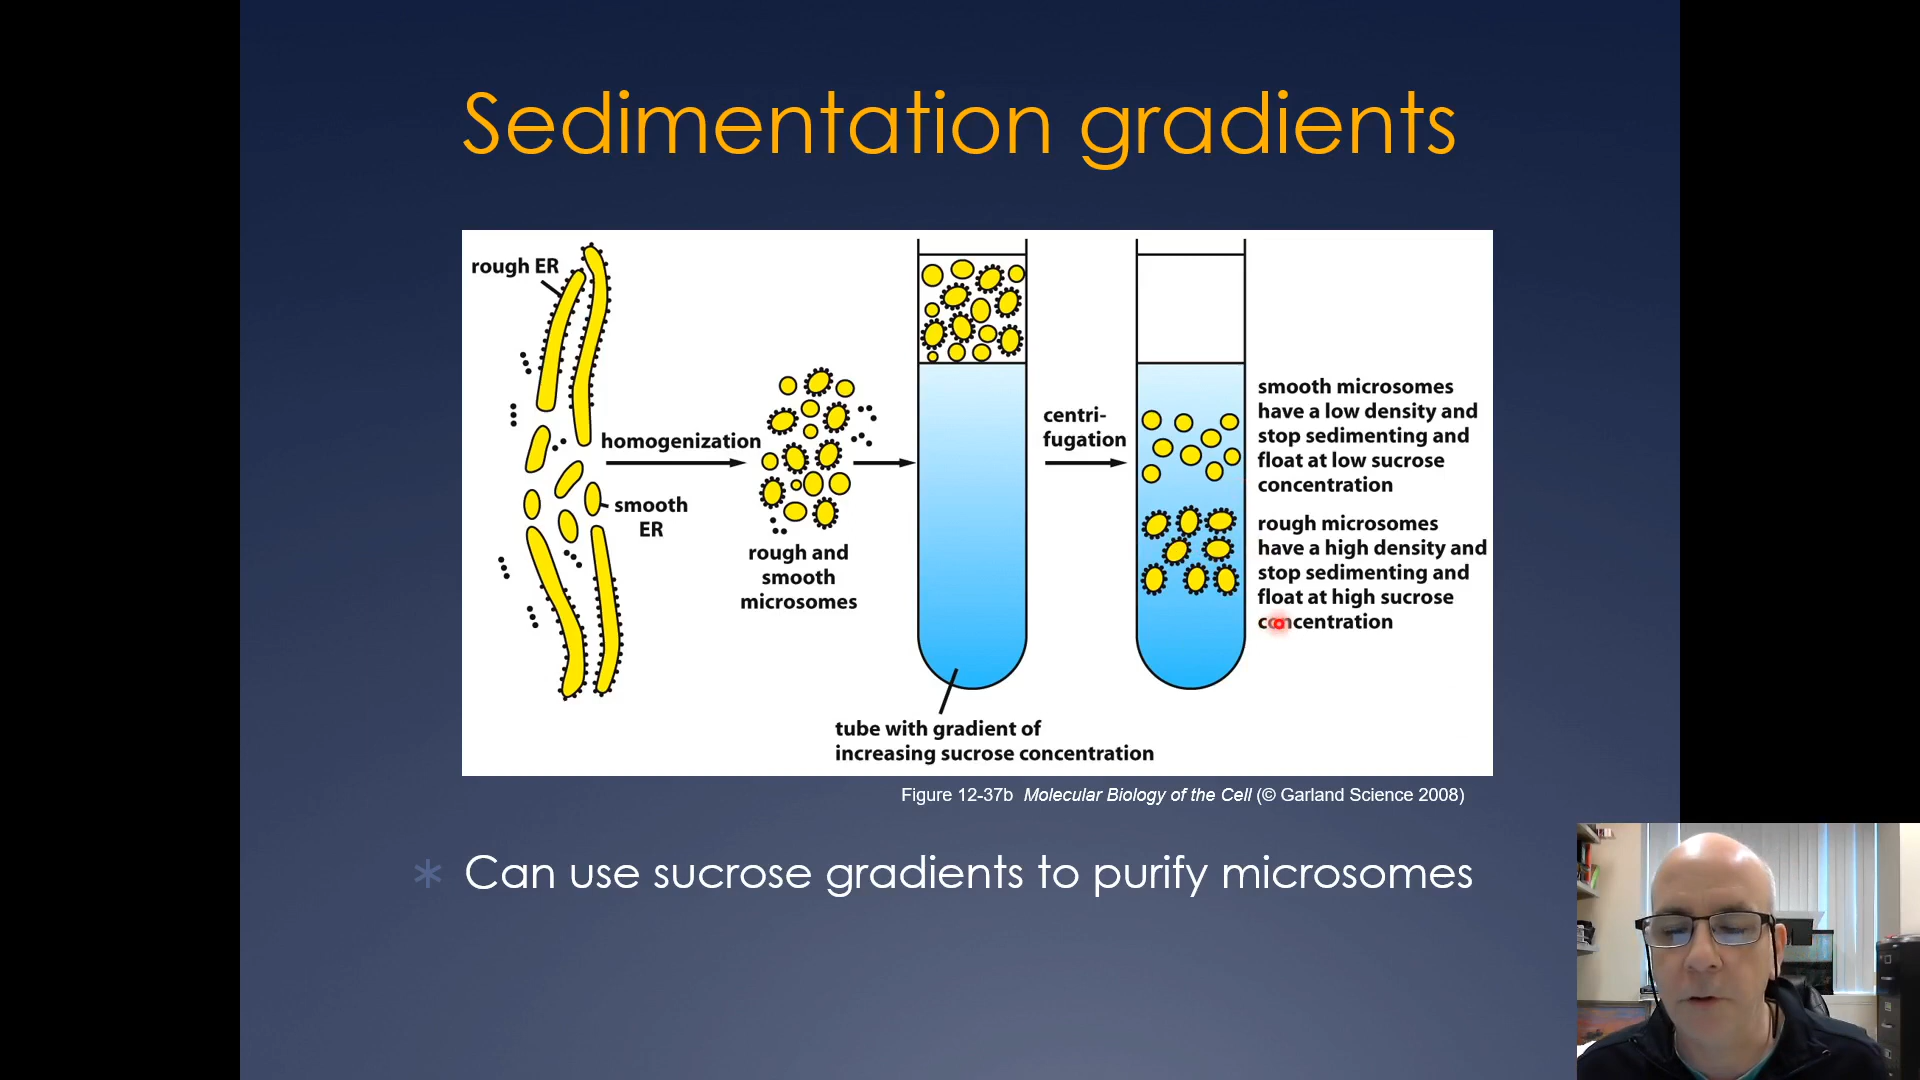 Sedimentation gradients
rough ER
homogenization
smooth
ER
rough and
smooth
microsomes
tube with gradient of
increasing sucrose concentration
centri-
fugation
smooth microsomes
have a low density and
stop sedimenting and
float at low sucrose
concentration
rough microsomes
have a high density and
stop sedimenting and
float at high sucrose
concentration
Figure 12-37b Molecular Biology of the Cell (© Garland Science 2008)
Can use sucrose gradients to purify microsomes